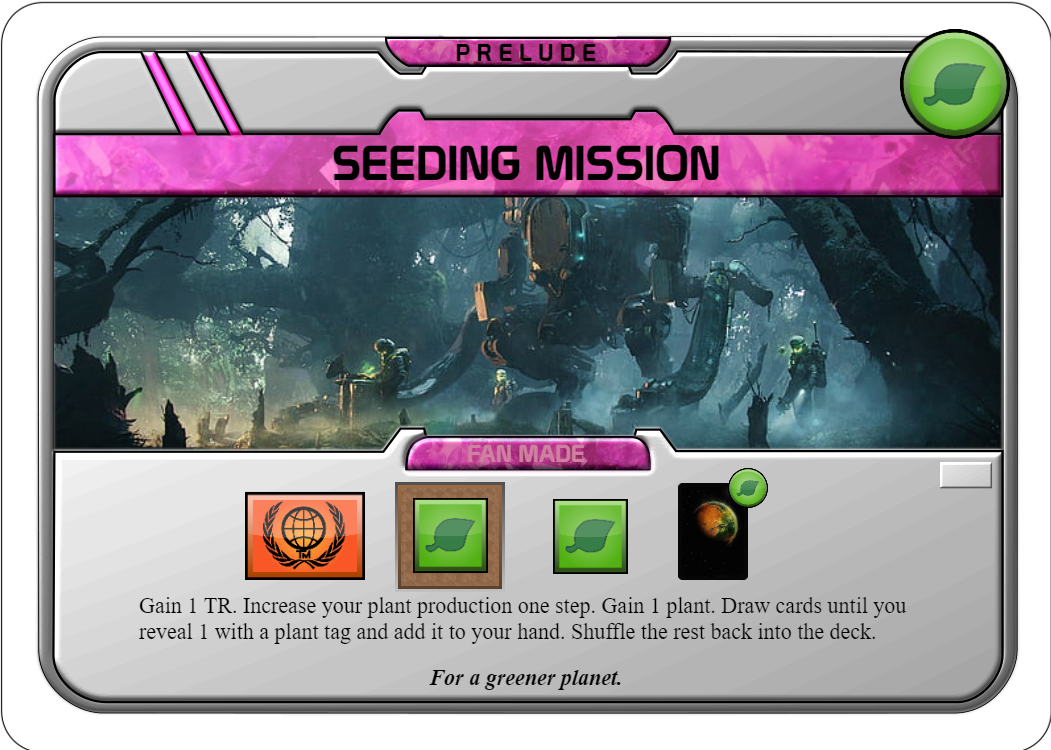 PRELUDE
SEEDING MISSION
FAN MADE
TM
Gain 1 TR. Increase your plant production one step. Gain 1 plant. Draw cards until you
reveal 1 with a plant tag and add it to your hand. Shuffle the rest back into the deck.
For a greener planet.